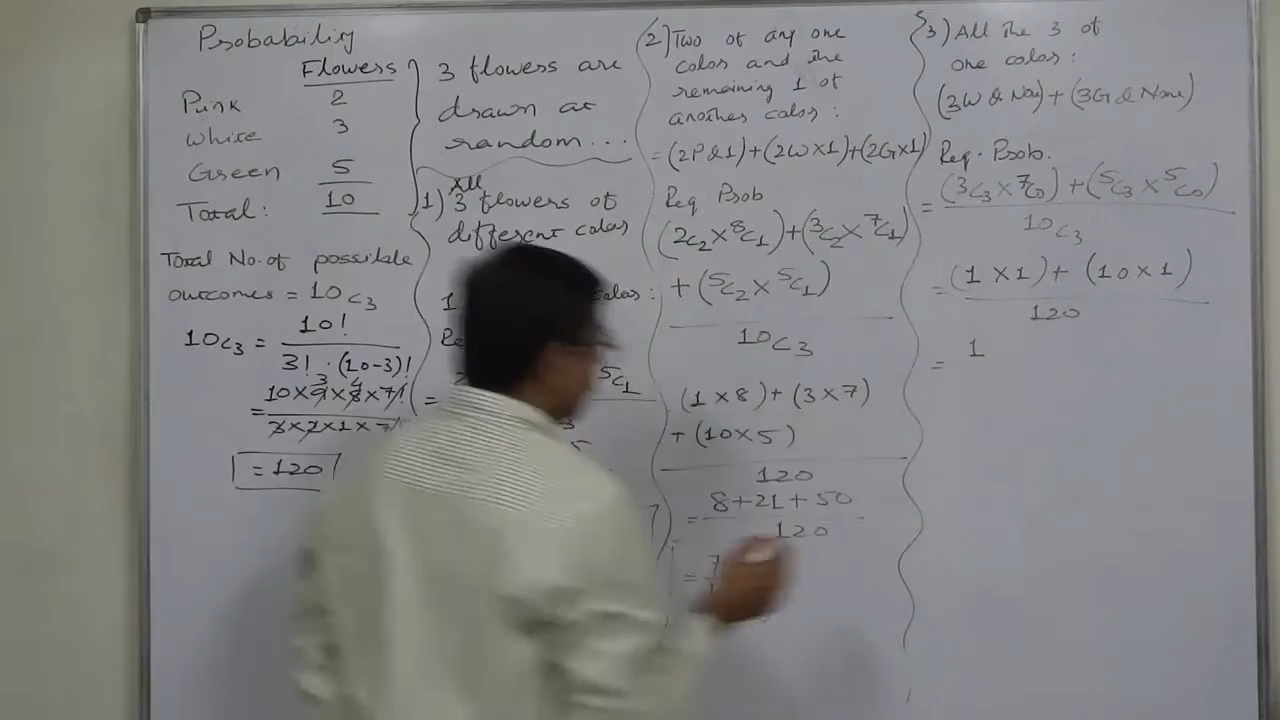 Probability
Flowers
Pink 2
White 3
Green 5
Total: 10
Total No. of possible
outcomes = 10C3
10C3 = 10!
3! · (10-3)!
= 10×9×8×7!
3×2×1×7!
= 120
3 flowers are
drawn at
random...
1) All 3 flowers of
different color
1 color:
5C1
2) Two of any one
color and the
remaining 1 of
another color:
= (2P&1)+(2W×1)+(2G×1)
Req Prob
(2C2 × 8C1)+(3C2 × 7C1)
+ (5C2 × 5C1)
10C3
(1 × 8) + (3 × 7)
+ (10×5)
120
= 8+21+50
120
= 7
3) All the 3 of
one color:
(3W & None) + (3G & None)
Req. Prob.
= (3C3 × 7C0) + (5C3 × 5C0)
10C3
= (1 × 1) + (10 × 1)
120
= 1